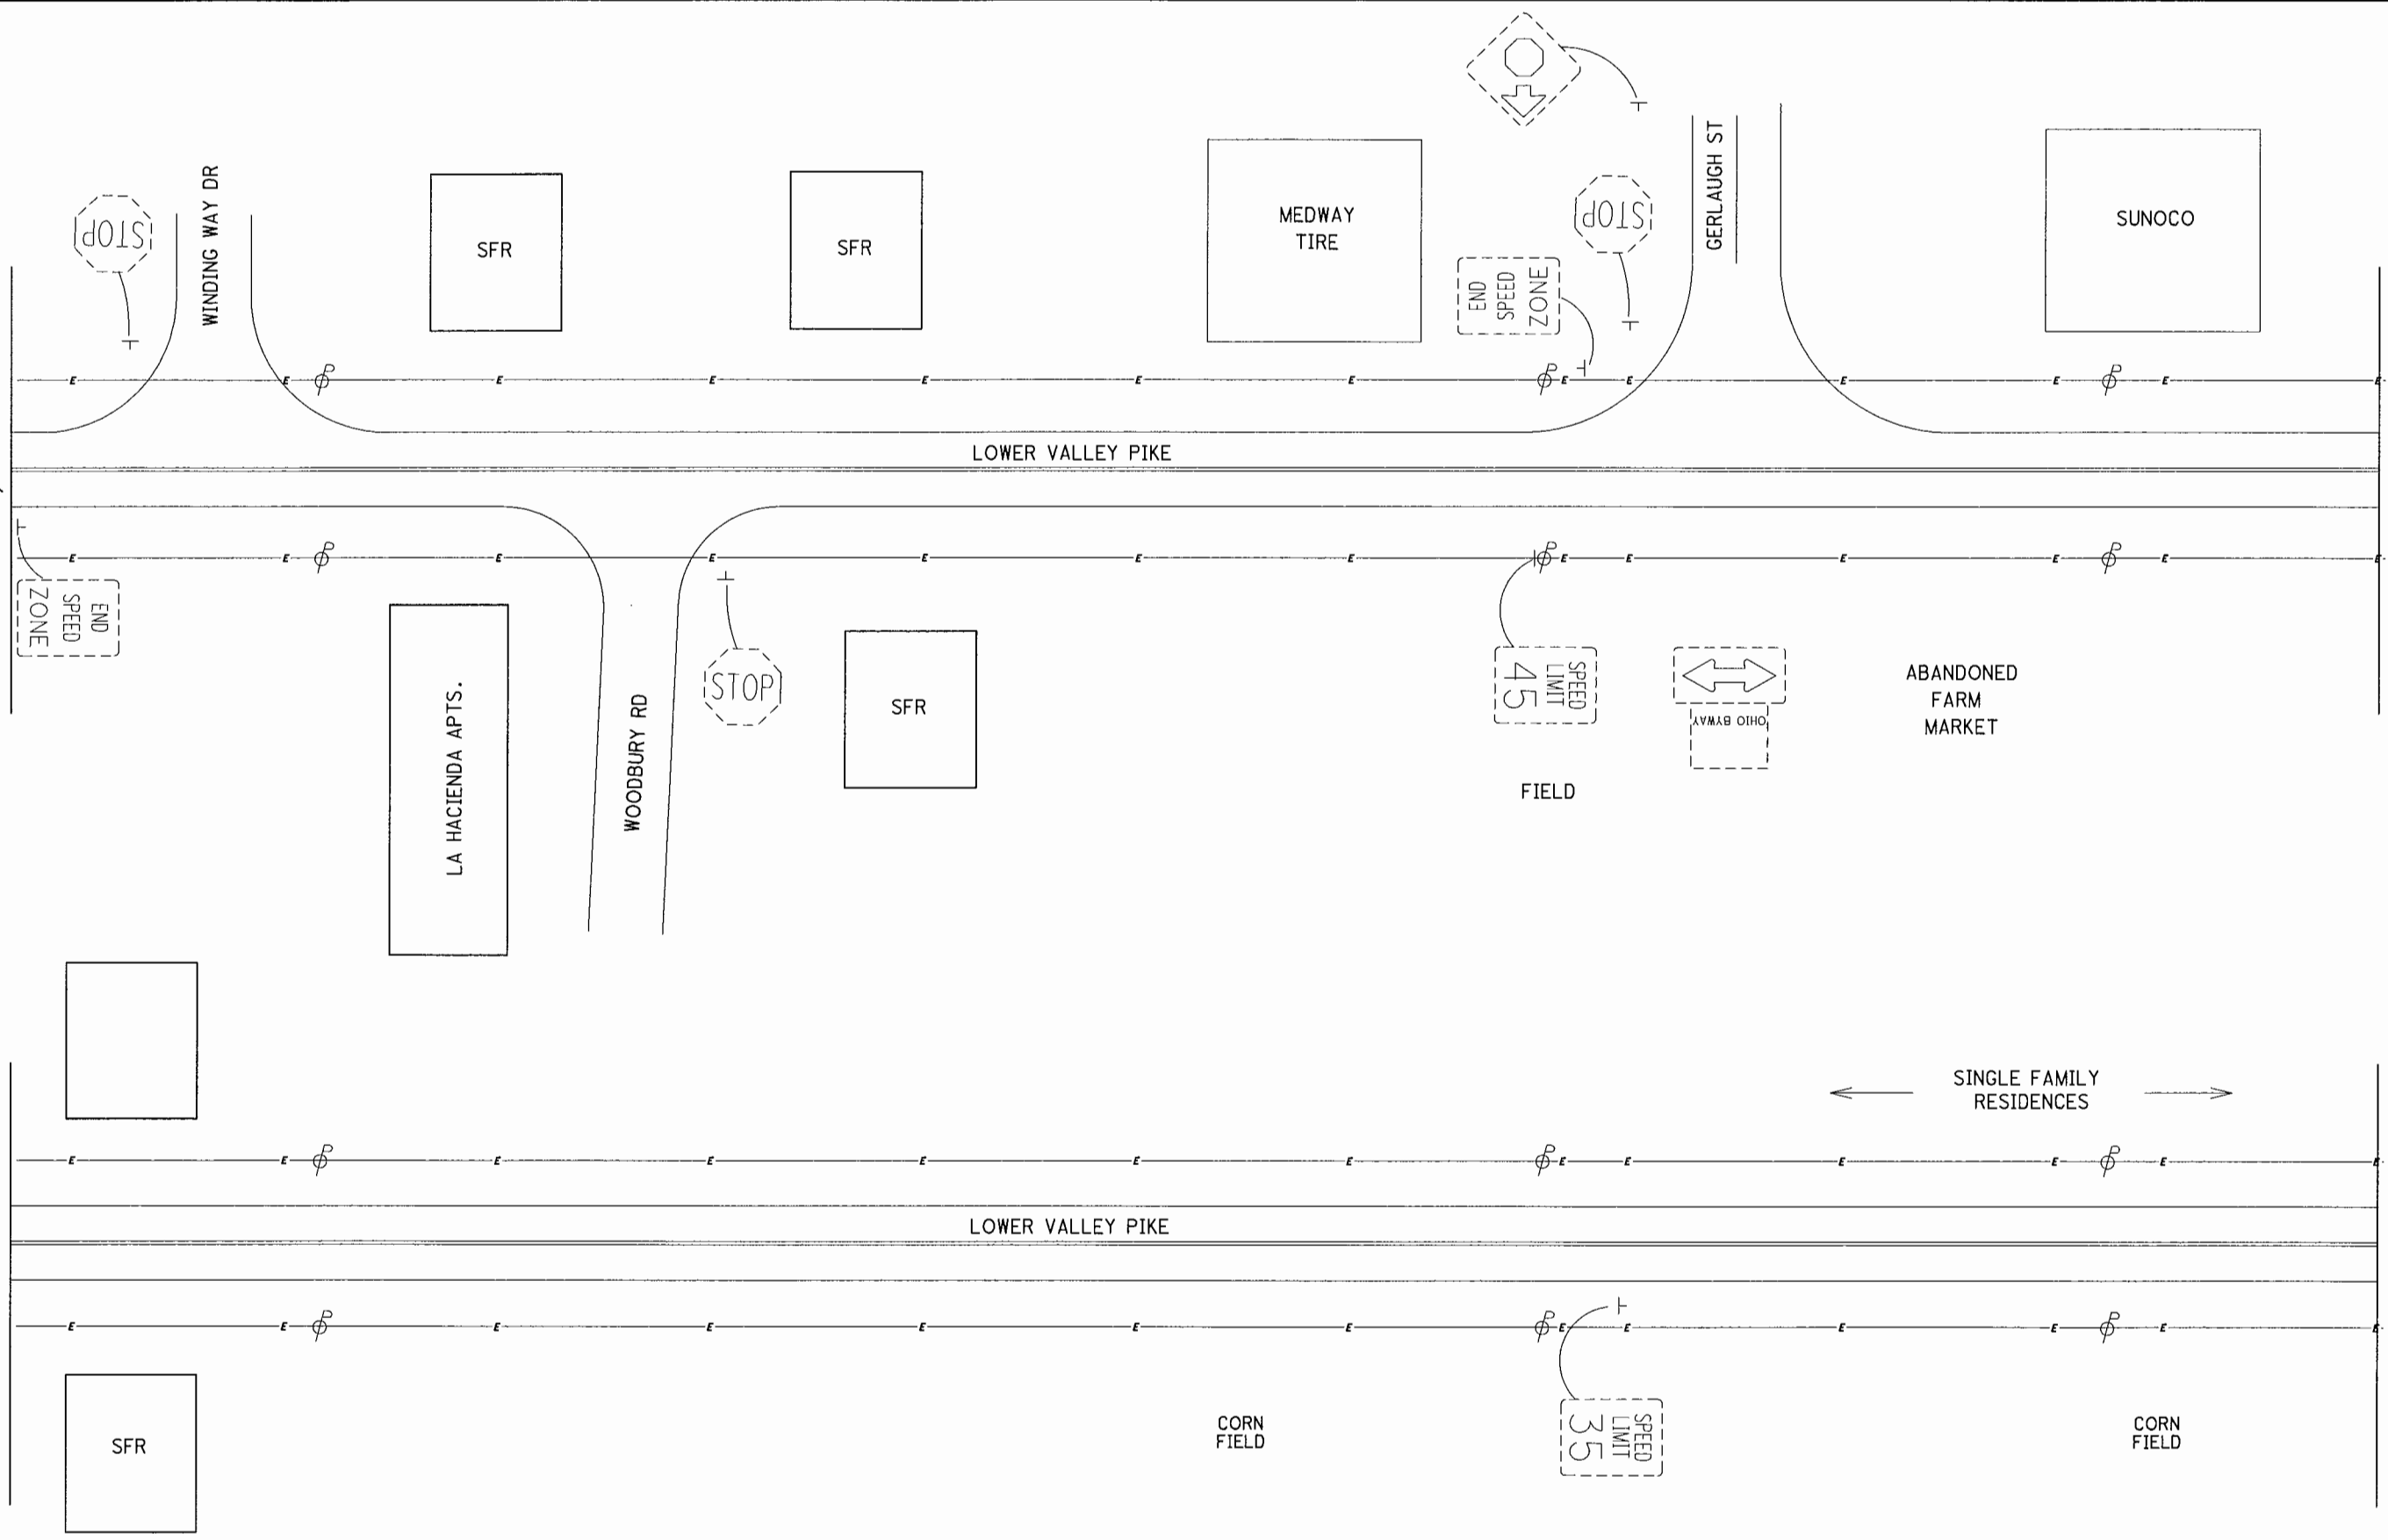 WINDING WAY DR
STOP
SFR
SFR
MEDWAY
TIRE
STOP
GERLAUGH ST
SUNOCO
END
SPEED
ZONE
E E P E E E E E P E E E E P E E
LOWER VALLEY PIKE
E E P E E E E E P E E E E P E E
END
SPEED
ZONE
LA HACIENDA APTS.
WOODBURY RD
STOP
SFR
SPEED
LIMIT
45
OHIO BYWAY
ABANDONED
FARM
MARKET
FIELD
SINGLE FAMILY
RESIDENCES
E E P E E E E E P E E E E P E E
LOWER VALLEY PIKE
E E P E E E E E P E E E E P E E
SFR
CORN
FIELD
SPEED
LIMIT
35
CORN
FIELD